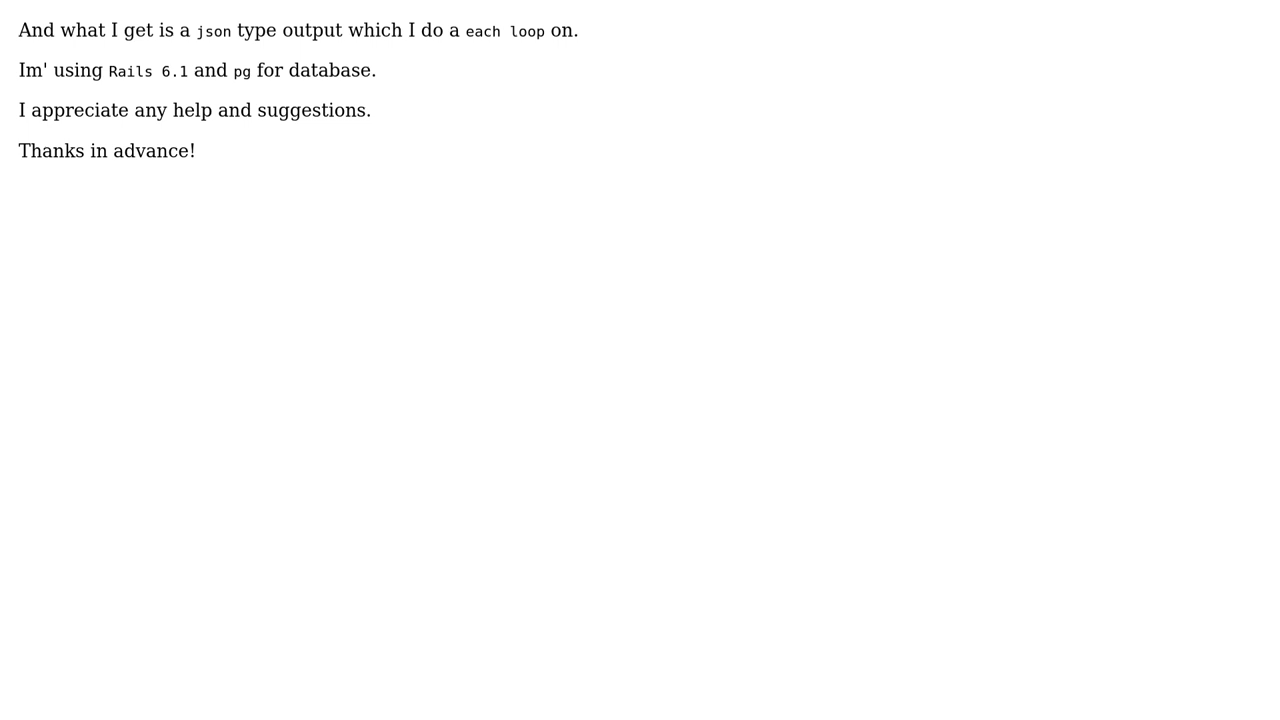 And what I get is a json type output which I do a each loop on.
Im' using Rails 6.1 and pg for database.
I appreciate any help and suggestions.
Thanks in advance!